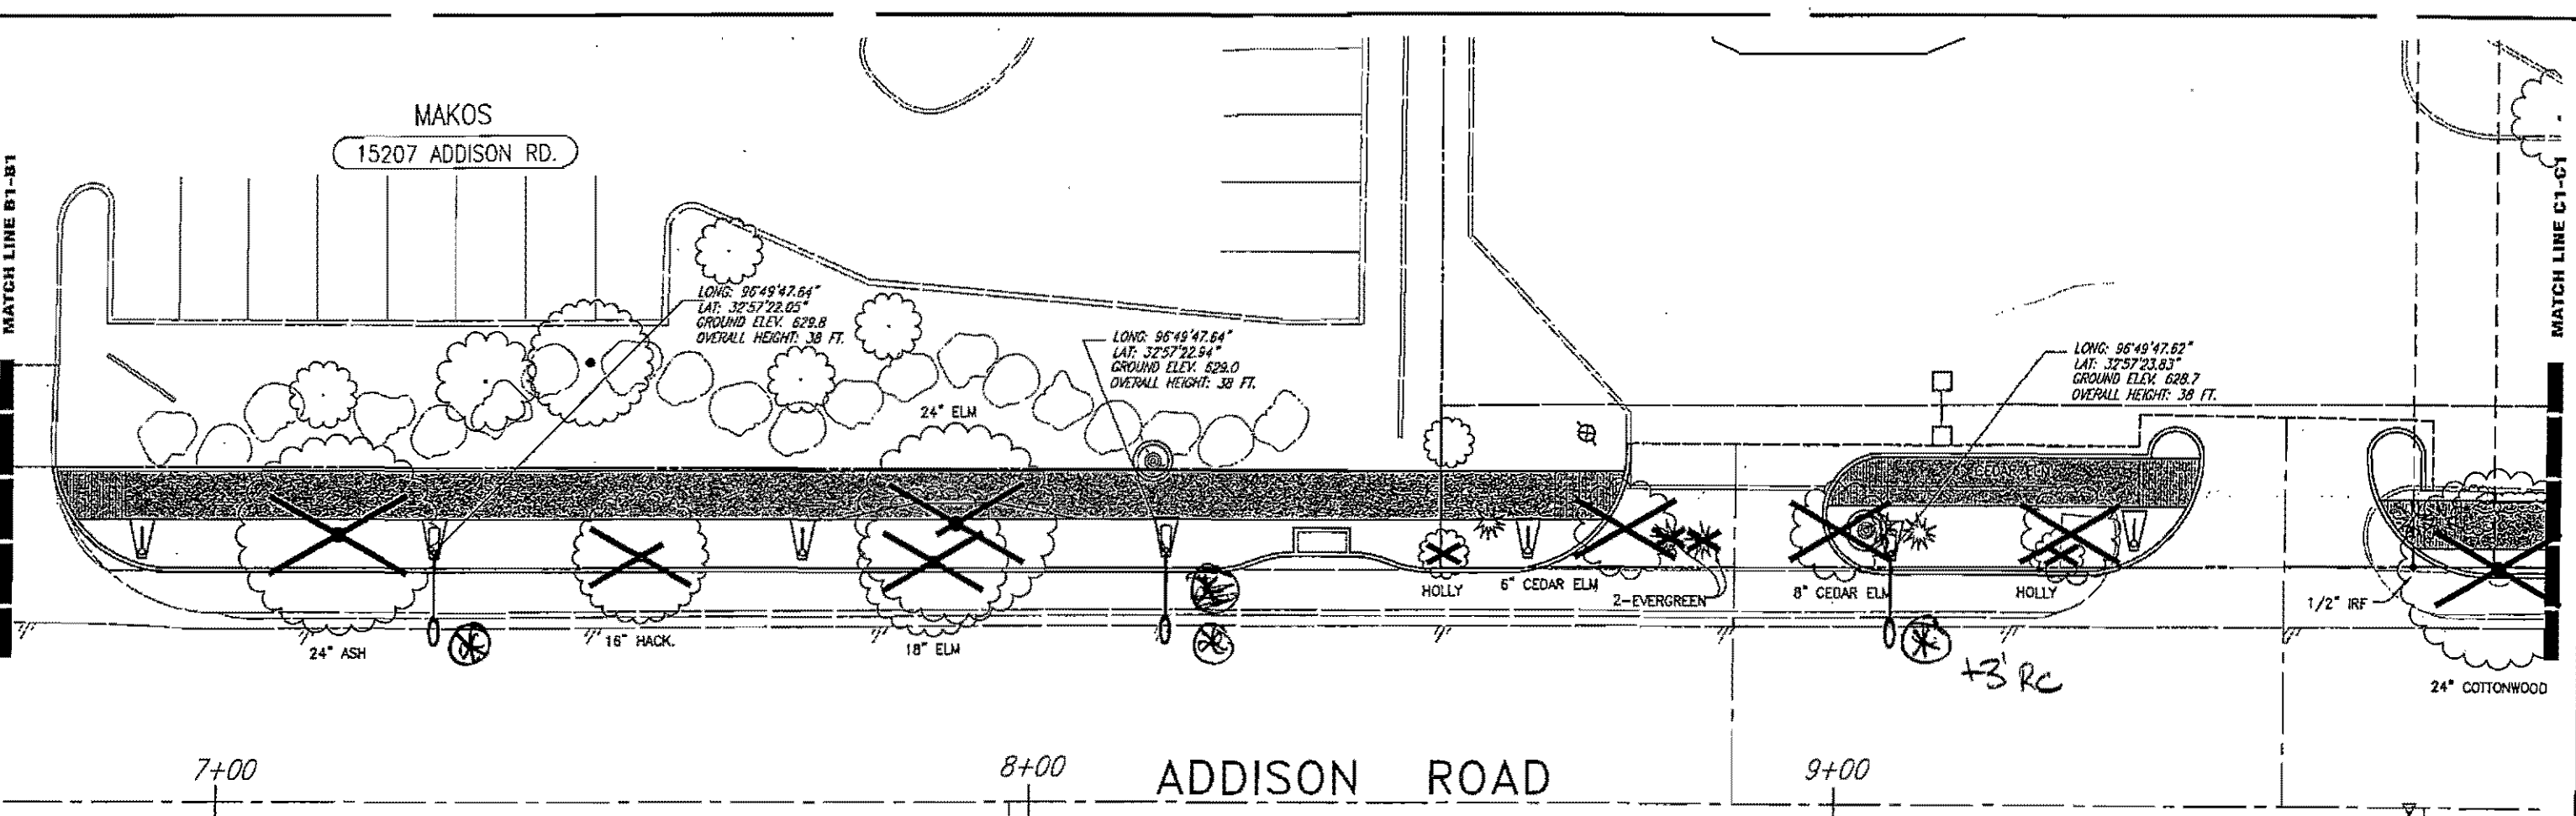 MATCH LINE B1-B1
MAKOS
15207 ADDISON RD.
LONG: 96°49'47.64"
LAT: 32°57'22.05"
GROUND ELEV. 629.8
OVERALL HEIGHT: 38 FT.
LONG: 96°49'47.64"
LAT: 32°57'22.94"
GROUND ELEV. 629.0
OVERALL HEIGHT: 38 FT.
LONG: 96°49'47.62"
LAT: 32°57'23.83"
GROUND ELEV. 628.7
OVERALL HEIGHT: 38 FT.
MATCH LINE C1-C1
24" ELM
CEDAR ELM
HOLLY
6" CEDAR ELM
2-EVERGREEN
8" CEDAR ELM
HOLLY
1/2" IRF
24" ASH
16" HACK.
18" ELM
+3' RC
24" COTTONWOOD
7+00
8+00
ADDISON ROAD
9+00